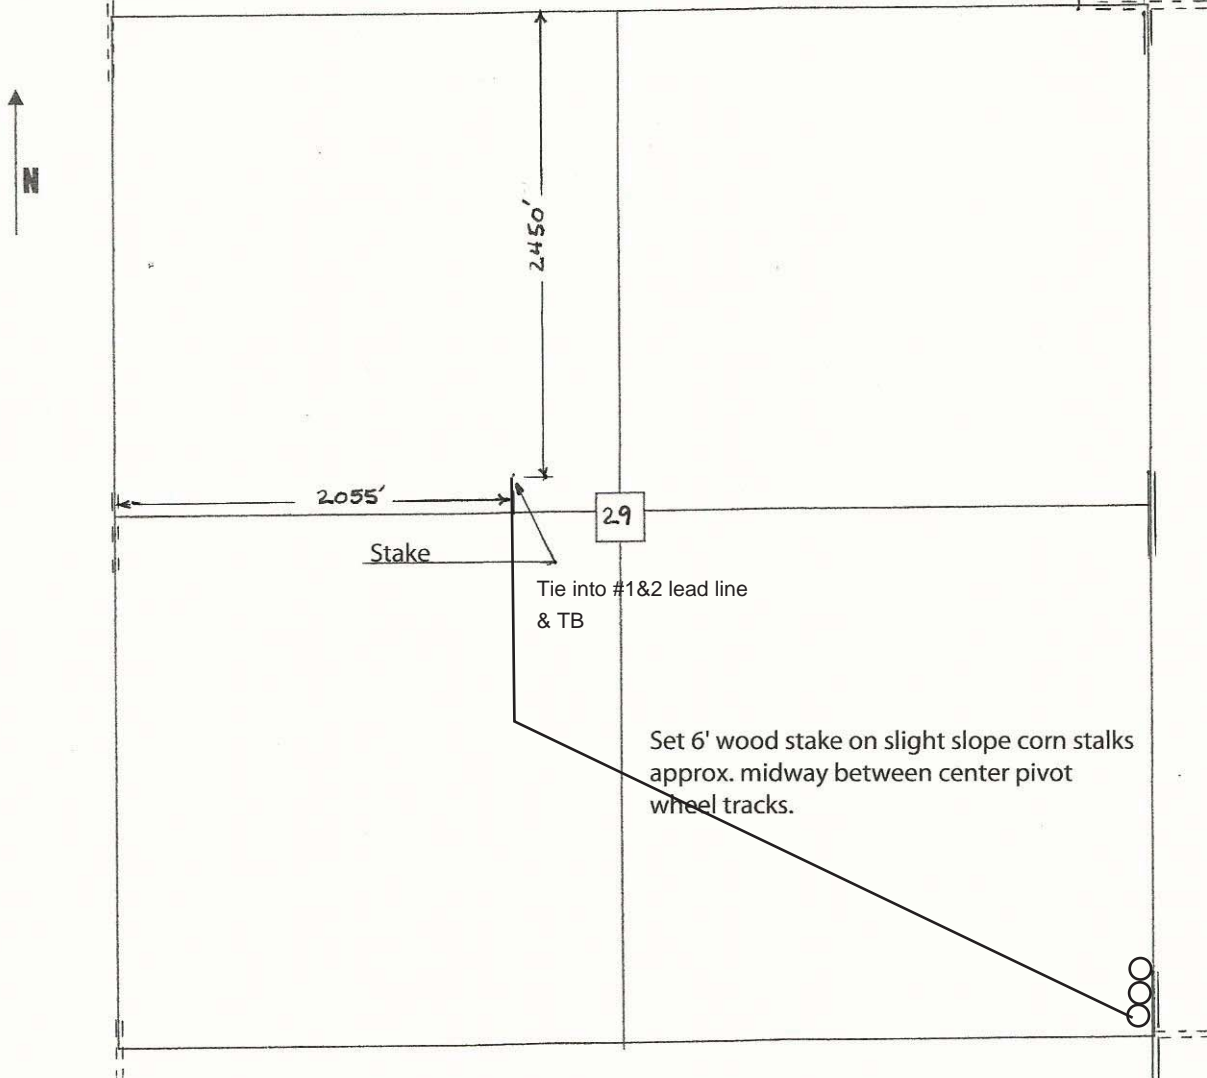 N
2450'
2055'
29
Stake
Tie into #1&2 lead line
& TB
Set 6' wood stake on slight slope corn stalks
approx. midway between center pivot
wheel tracks.